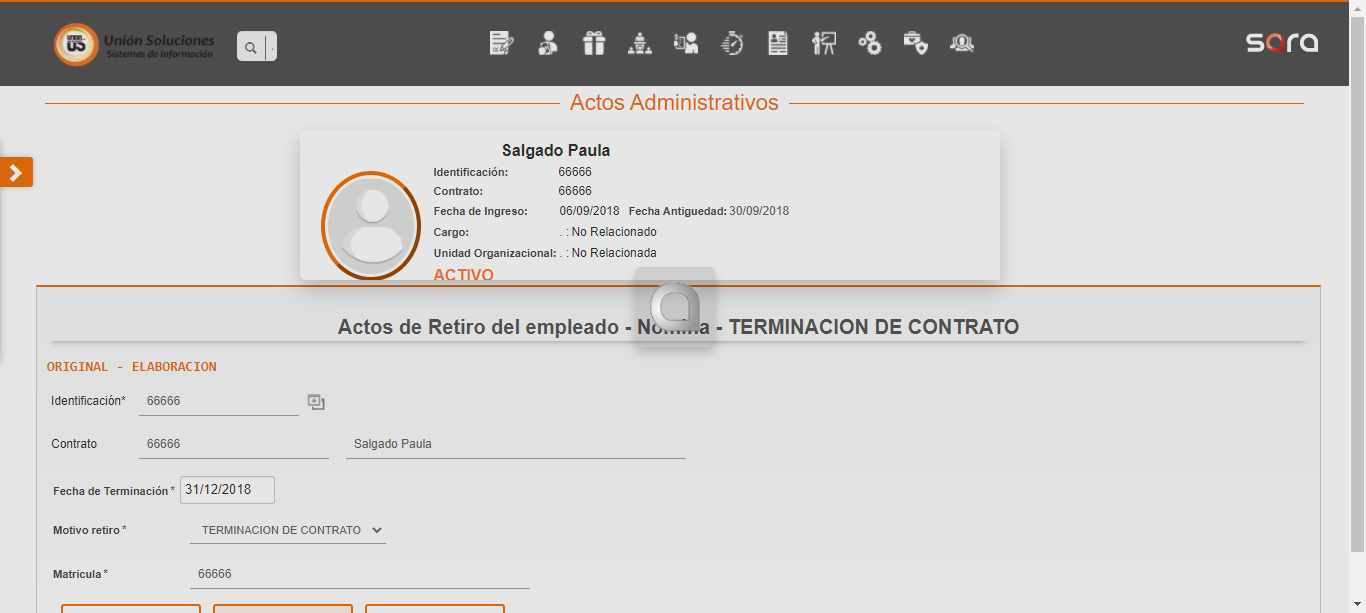 Unión Soluciones
Sistemas de Información
sara
Actos Administrativos
Salgado Paula
Identificación: 66666
Contrato: 66666
Fecha de Ingreso: 06/09/2018 Fecha Antiguedad: 30/09/2018
Cargo: . : No Relacionado
Unidad Organizacional: . : No Relacionada
ACTIVO
Actos de Retiro del empleado - Nomina - TERMINACION DE CONTRATO
ORIGINAL - ELABORACION
Identificación* 66666
Contrato 66666 Salgado Paula
Fecha de Terminación* 31/12/2018
Motivo retiro* TERMINACION DE CONTRATO
Matricula* 66666